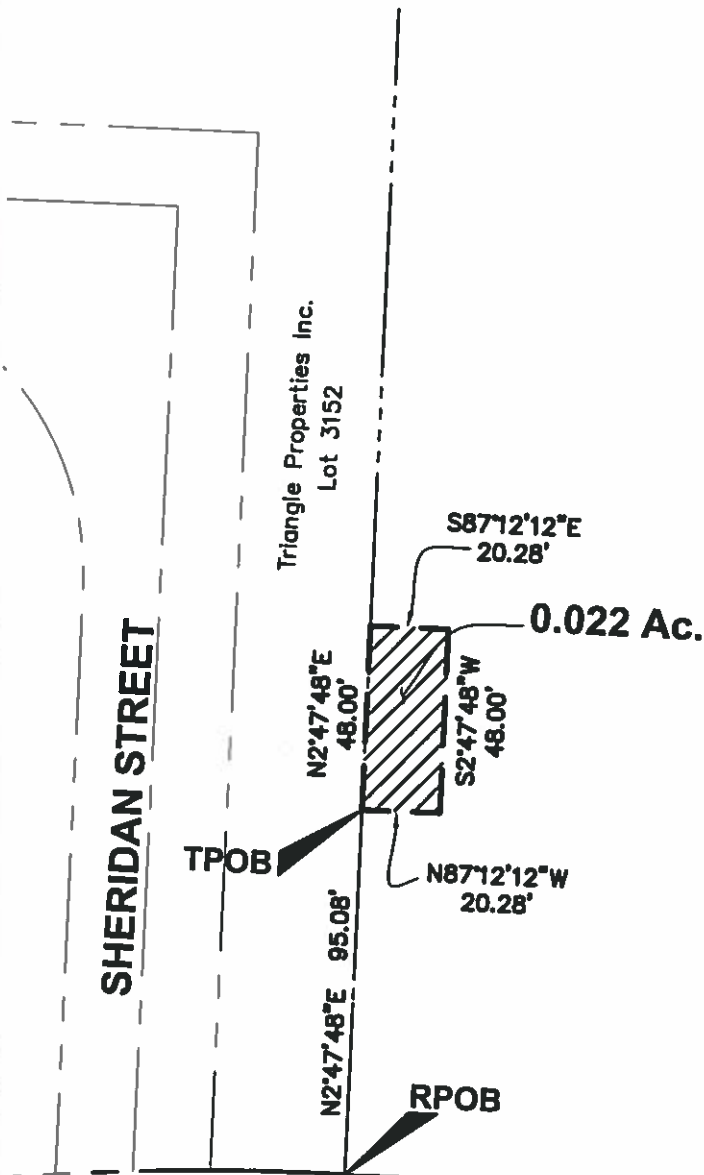 Triangle Properties Inc.
Lot 3152
S87°12'12"E
20.28'
0.022 Ac.
N2°47'48"E
48.00'
S2°47'48"W
48.00'
SHERIDAN STREET
TPOB
N87°12'12"W
20.28'
N2°47'48"E 95.08'
RPOB